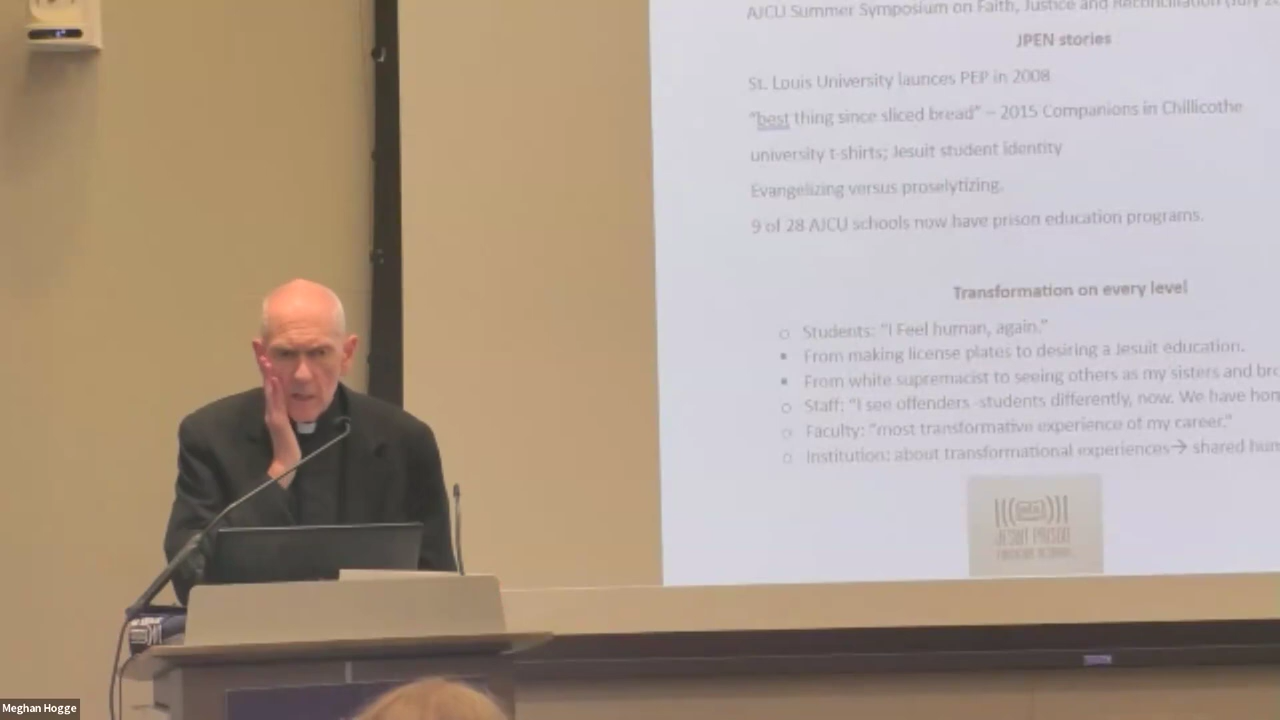 AJCU Summer Symposium on Faith, Justice and Reconciliation (July
JPEN stories
St. Louis University launces PEP in 2008
"best thing since sliced bread" – 2015 Companions in Chillicothe
university t-shirts; Jesuit student identity
Evangelizing versus proselytizing.
9 of 28 AJCU schools now have prison education programs.
Transformation on every level
Students: "I Feel human, again."
From making license plates to desiring a Jesuit education.
From white supremacist to seeing others as my sisters and bro
Staff: "I see offenders -students differently, now. We have hom
Faculty: "most transformative experience of my career."
Institution: about transformational experiences→ shared hum
JESUIT PRISON
Meghan Hogge